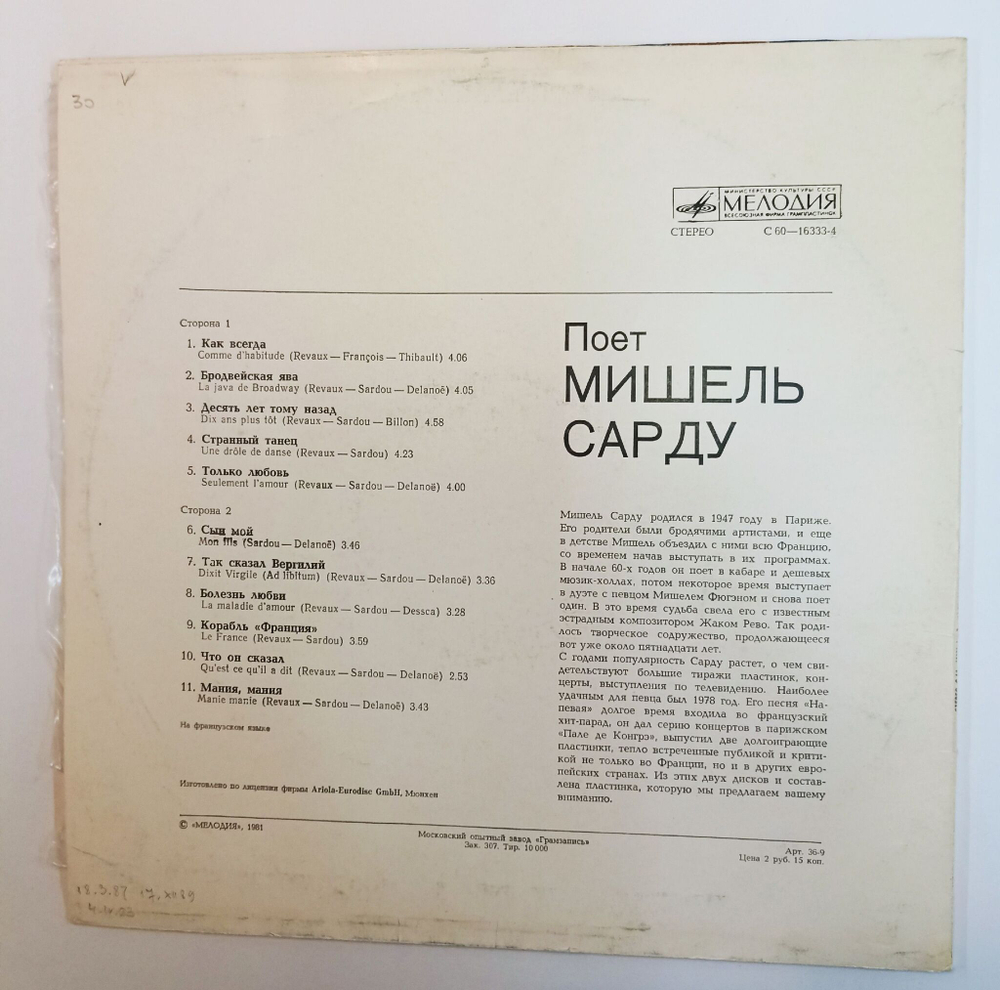 V
30
МИНИСТЕРСТВО КУЛЬТУРЫ СССР
МЕЛОДИЯ
ВСЕСОЮЗНАЯ ФИРМА ГРАМПЛАСТИНОК
СТЕРЕО С 60—16333-4
Сторона 1
1. Как всегда
Comme d'habitude (Revaux — François — Thibault) 4.06
2. Бродвейская ява
La java de Broadway (Revaux — Sardou — Delanoë) 4.05
3. Десять лет тому назад
Dix ans plus tôt (Revaux — Sardou — Billon) 4.58
4. Странный танец
Une drôle de danse (Revaux — Sardou) 4.23
5. Только любовь
Seulement l'amour (Revaux — Sardou — Delanoë) 4.00
Сторона 2
6. Сын мой
Mon fils (Sardou — Delanoë) 3.46
7. Так сказал Вергилий
Dixit Virgile (Ad libitum) (Revaux — Sardou — Delanoë) 3.36
8. Болезнь любви
La maladie d'amour (Revaux — Sardou — Dessca) 3.28
9. Корабль «Франция»
Le France (Revaux — Sardou) 3.59
10. Что он сказал
Qu'est ce qu'il a dit (Revaux — Sardou — Delanoë) 2.53
11. Мания, мания
Manie manie (Revaux — Sardou — Delanoë) 3.43
На французском языке
Изготовлено по лицензии фирмы Ariola-Eurodisc GmbH, Мюнхен
Поет
МИШЕЛЬ
САРДУ
Мишель Сарду родился в 1947 году в Париже.
Его родители были бродячими артистами, и еще
в детстве Мишель объездил с ними всю Францию,
со временем начав выступать в их программах.
В начале 60-х годов он поет в кабаре и дешевых
мюзик-холлах, потом некоторое время выступает
в дуэте с певцом Мишелем Фюгэном и снова поет
один. В это время судьба свела его с известным
эстрадным композитором Жаком Рево. Так роди-
лось творческое содружество, продолжающееся
вот уже около пятнадцати лет.
С годами популярность Сарду растет, о чем сви-
детельствуют большие тиражи пластинок, кон-
церты, выступления по телевидению. Наиболее
удачным для певца был 1978 год. Его песня «На-
певая» долгое время входила во французский
хит-парад, он дал серию концертов в парижском
«Пале де Конгрэ», выпустил две долгоиграющие
пластинки, тепло встреченные публикой и крити-
кой не только во Франции, но и в других евро-
пейских странах. Из этих двух дисков и состав-
лена пластинка, которую мы предлагаем вашему
вниманию.
© «МЕЛОДИЯ», 1981
Московский опытный завод «Грамзапись»
Зак. 307. Тир. 10 000
Арт. 36-9
Цена 2 руб. 15 коп.
18.3.87 17.XII 89